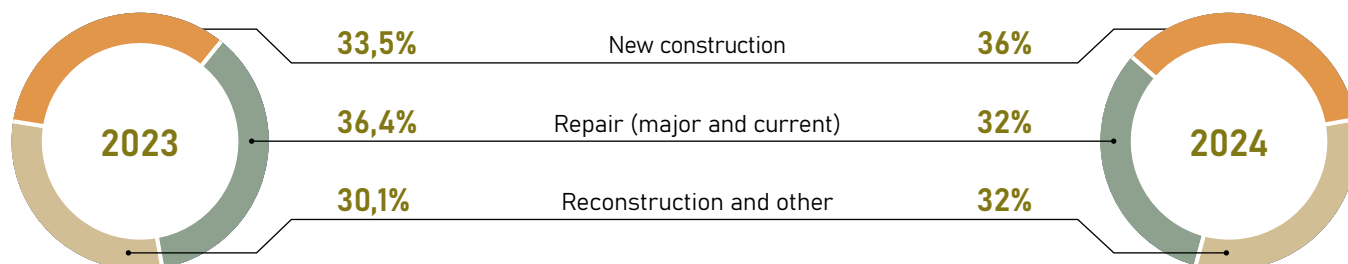 33,5% New construction 36%
2023 36,4% Repair (major and current) 32% 2024
30,1% Reconstruction and other 32%